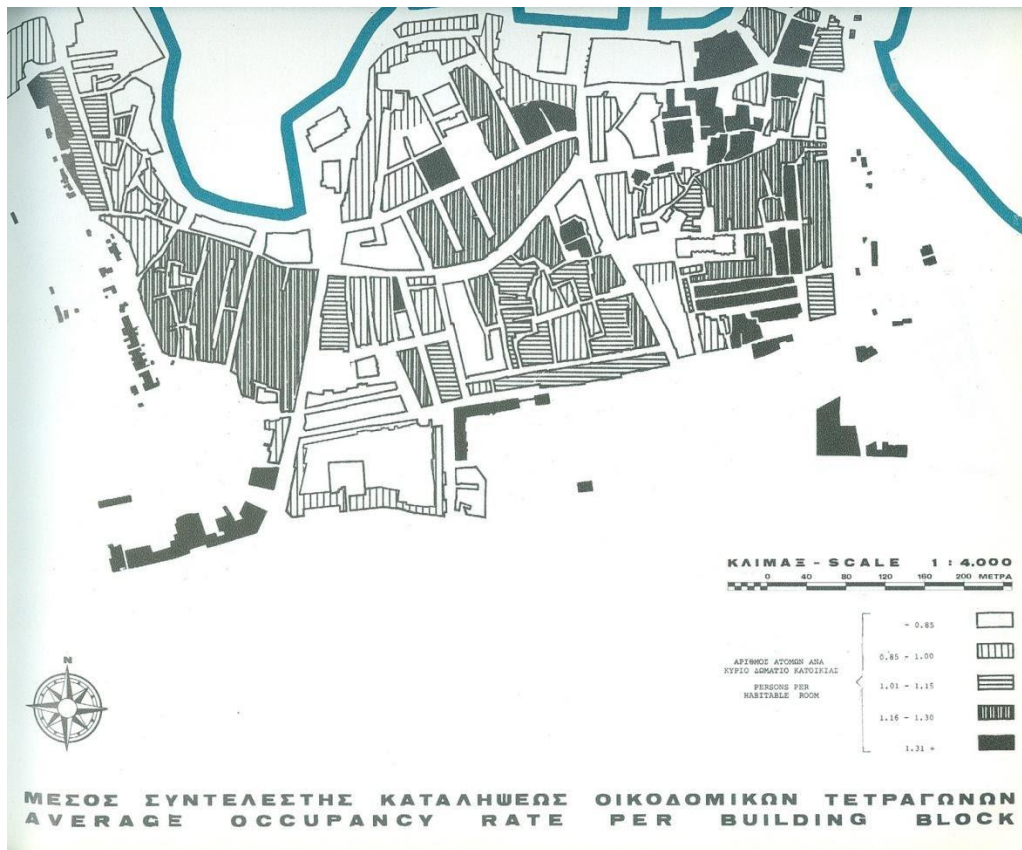 ΚΛΙΜΑΞ - SCALE 1 : 4.000
0 40 80 120 160 200 ΜΕΤΡΑ
- 0.85
0.85 - 1.00
ΑΡΙΘΜΟΣ ΑΤΟΜΩΝ ΑΝΑ
ΚΥΡΙΟ ΔΩΜΑΤΙΟ ΚΑΤΟΙΚΙΑΣ
PERSONS PER
HABITABLE ROOM
1.01 - 1.15
1.16 - 1.30
1.31 +
N
ΜΕΣΟΣ ΣΥΝΤΕΛΕΣΤΗΣ ΚΑΤΑΛΗΨΕΩΣ ΟΙΚΟΔΟΜΙΚΩΝ ΤΕΤΡΑΓΩΝΩΝ
AVERAGE OCCUPANCY RATE PER BUILDING BLOCK